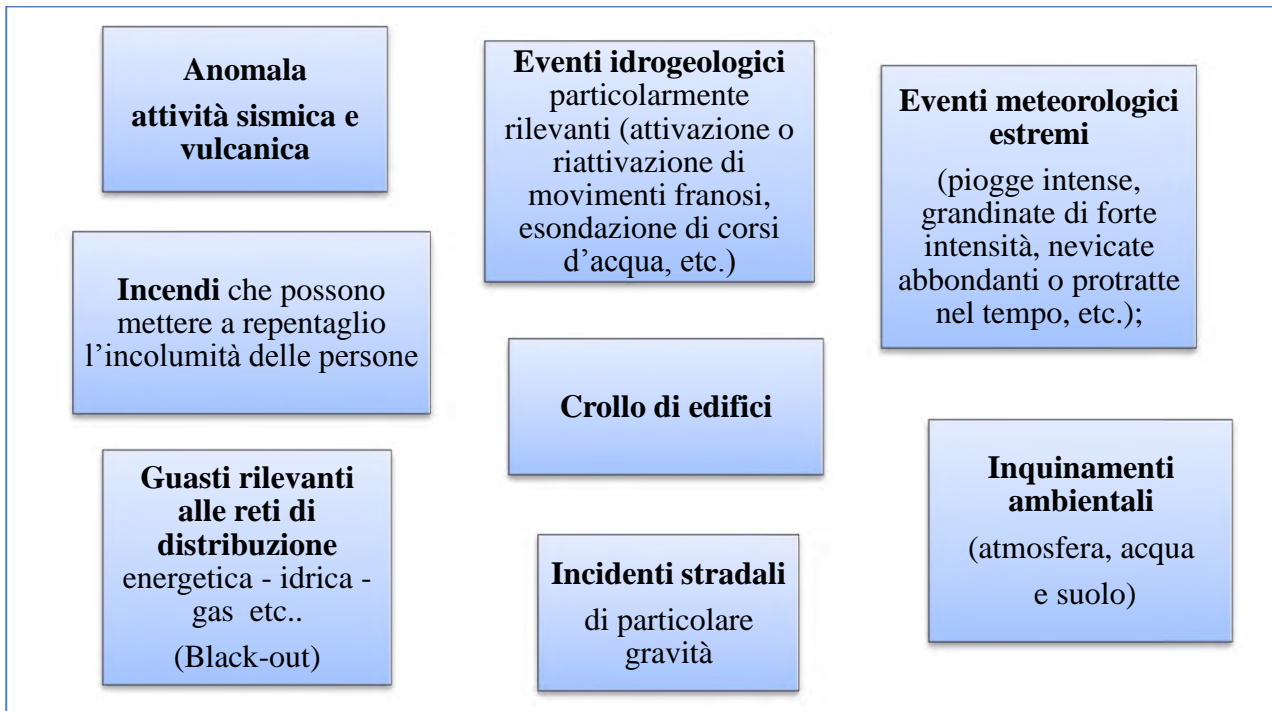 Anomala
attività sismica e
vulcanica
Eventi idrogeologici
particolarmente
rilevanti (attivazione o
riattivazione di
movimenti franosi,
esondazione di corsi
d’acqua, etc.)
Eventi meteorologici
estremi
(piogge intense,
grandinate di forte
intensità, nevicate
abbondanti o protratte
nel tempo, etc.);
Incendi che possono
mettere a repentaglio
l’incolumità delle persone
Crollo di edifici
Guasti rilevanti
alle reti di
distribuzione
energetica - idrica -
gas etc..
(Black-out)
Incidenti stradali
di particolare
gravità
Inquinamenti
ambientali
(atmosfera, acqua
e suolo)